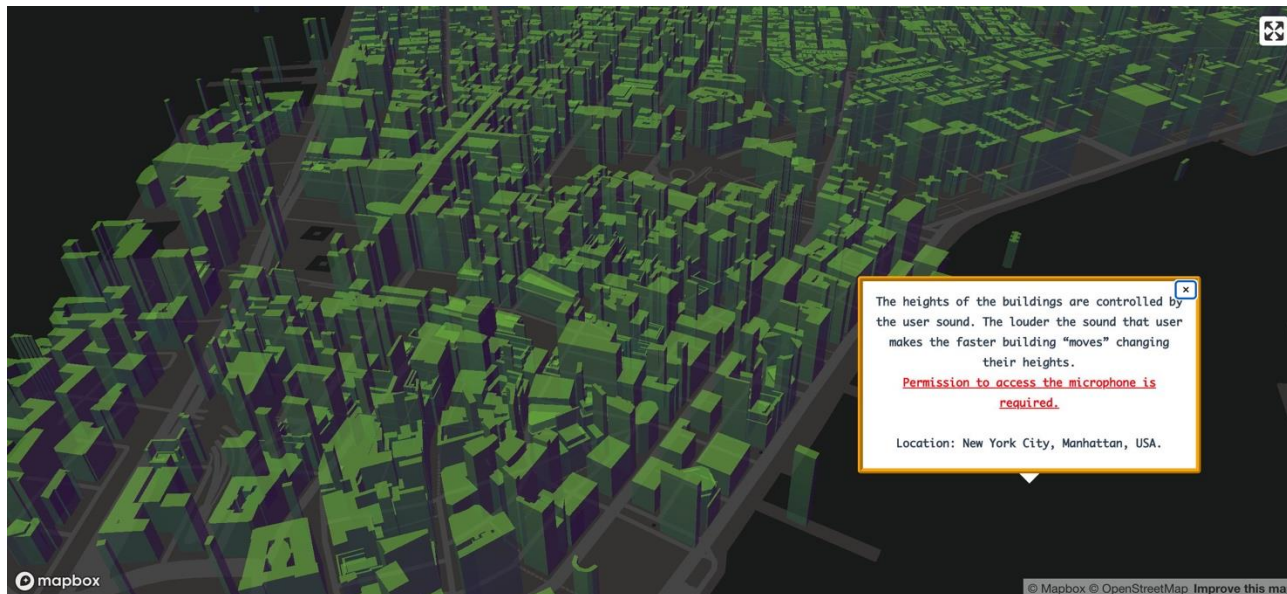 ×
The heights of the buildings are controlled by
the user sound. The louder the sound that user
makes the faster building “moves” changing
their heights.
Permission to access the microphone is
required.
Location: New York City, Manhattan, USA.
mapbox
© Mapbox © OpenStreetMap Improve this ma